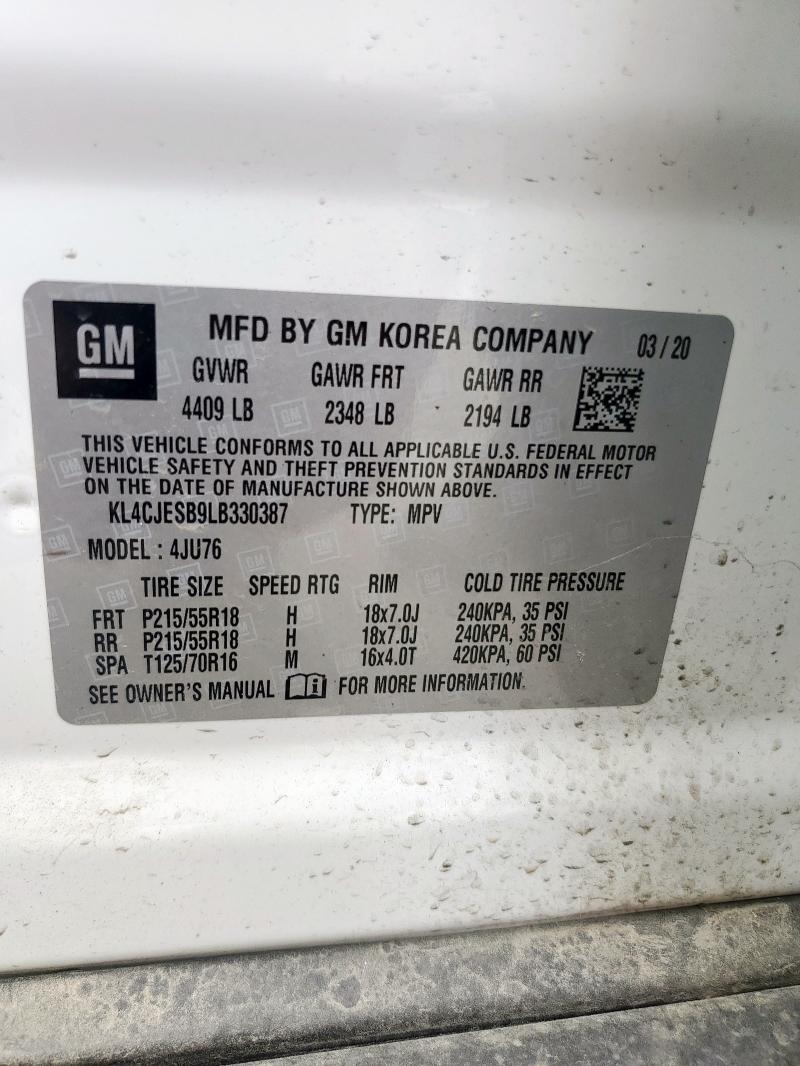 GM
MFD BY GM KOREA COMPANY 03 / 20
GVWR GAWR FRT GAWR RR
4409 LB 2348 LB 2194 LB
THIS VEHICLE CONFORMS TO ALL APPLICABLE U.S. FEDERAL MOTOR
VEHICLE SAFETY AND THEFT PREVENTION STANDARDS IN EFFECT
ON THE DATE OF MANUFACTURE SHOWN ABOVE.
KL4CJESB9LB330387 TYPE: MPV
MODEL : 4JU76
TIRE SIZE SPEED RTG RIM COLD TIRE PRESSURE
FRT P215/55R18 H 18x7.0J 240KPA, 35 PSI
RR P215/55R18 H 18x7.0J 240KPA, 35 PSI
SPA T125/70R16 M 16x4.0T 420KPA, 60 PSI
SEE OWNER'S MANUAL FOR MORE INFORMATION.